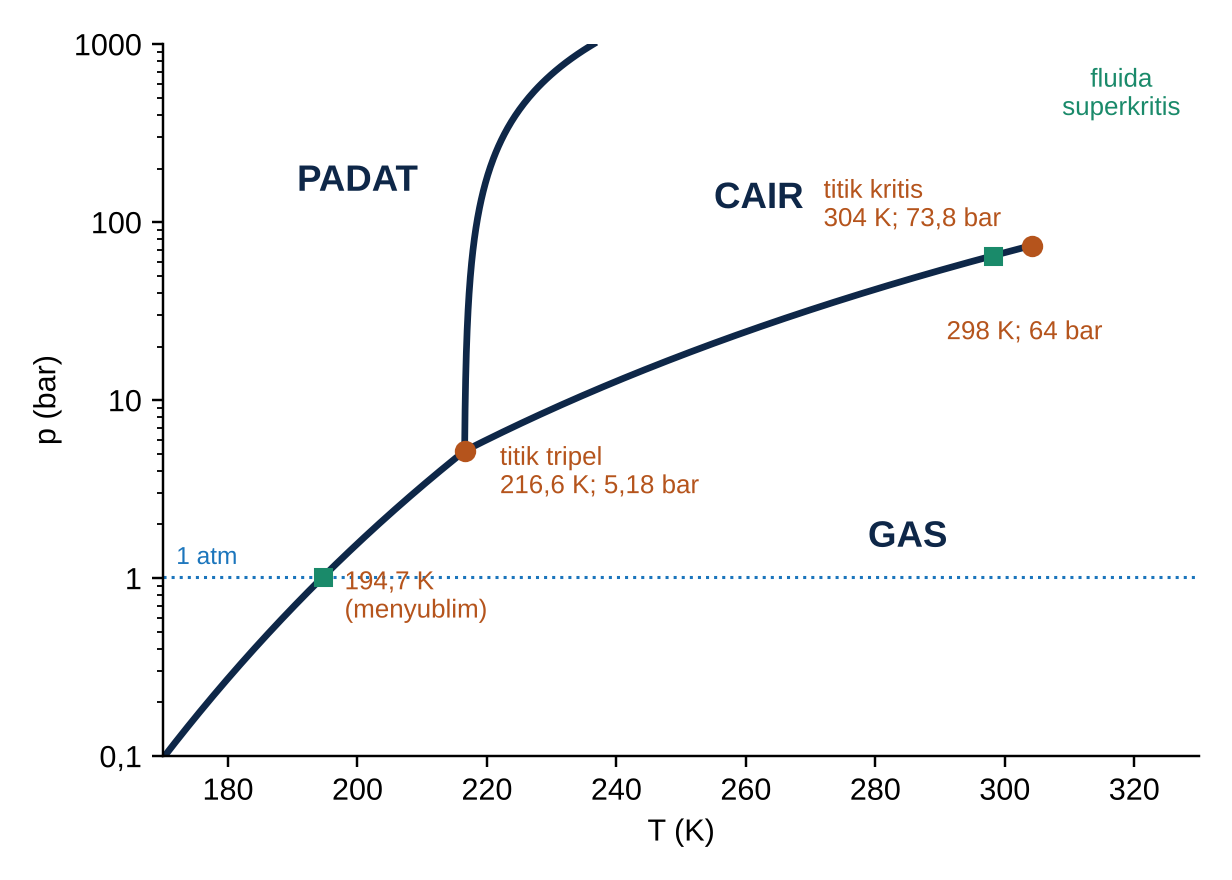 1000
fluida
superkritis
PADAT
CAIR
titik kritis
304 K; 73,8 bar
100
298 K; 64 bar
p (bar)
10
titik tripel
216,6 K; 5,18 bar
GAS
1 atm
1
194,7 K
(menyublim)
0,1
180 200 220 240 260 280 300 320
T (K)